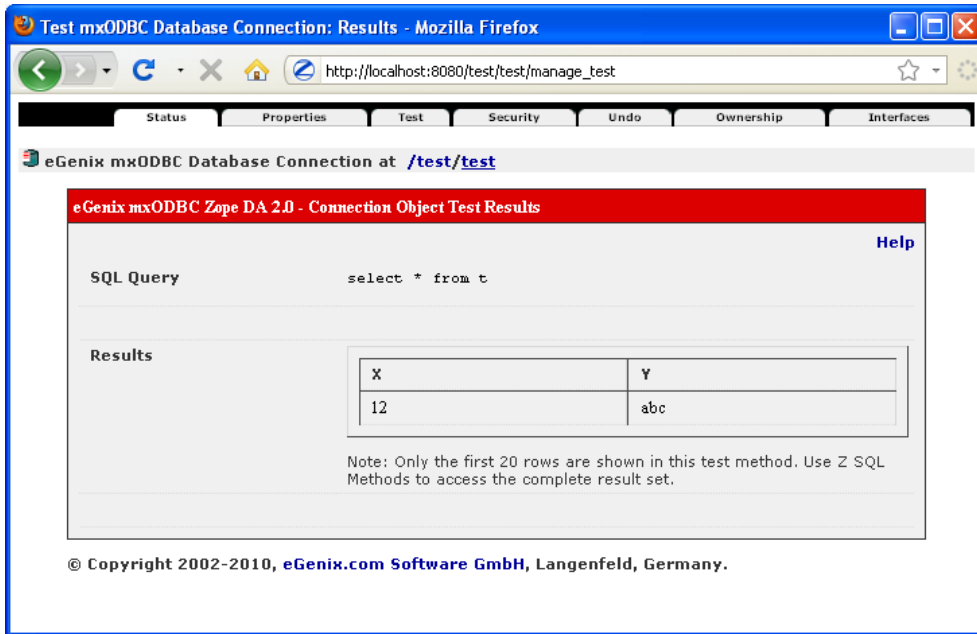 Test mxODBC Database Connection: Results - Mozilla Firefox
http://localhost:8080/test/test/manage_test
Status Properties Test Security Undo Ownership Interfaces
eGenix mxODBC Database Connection at /test/test
eGenix mxODBC Zope DA 2.0 - Connection Object Test Results
Help
SQL Query select * from t
Results
X Y
12 abc
Note: Only the first 20 rows are shown in this test method. Use Z SQL
Methods to access the complete result set.
© Copyright 2002-2010, eGenix.com Software GmbH, Langenfeld, Germany.